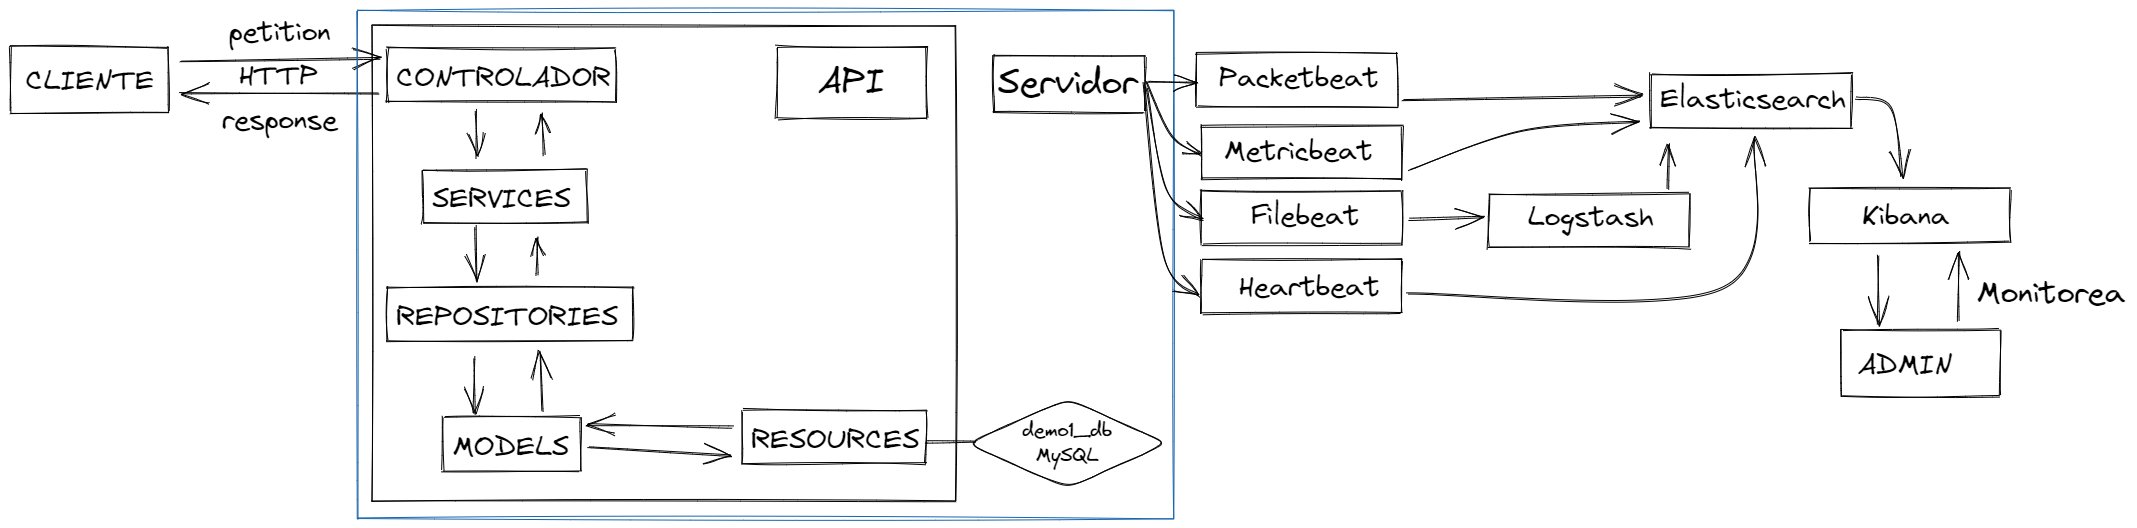 CLIENTE
petition
HTTP
response
CONTROLADOR
API
SERVICES
REPOSITORIES
MODELS
RESOURCES
demo1_db
MySQL
Servidor
Packetbeat
Metricbeat
Filebeat
Heartbeat
Logstash
Elasticsearch
Kibana
Monitorea
ADMIN